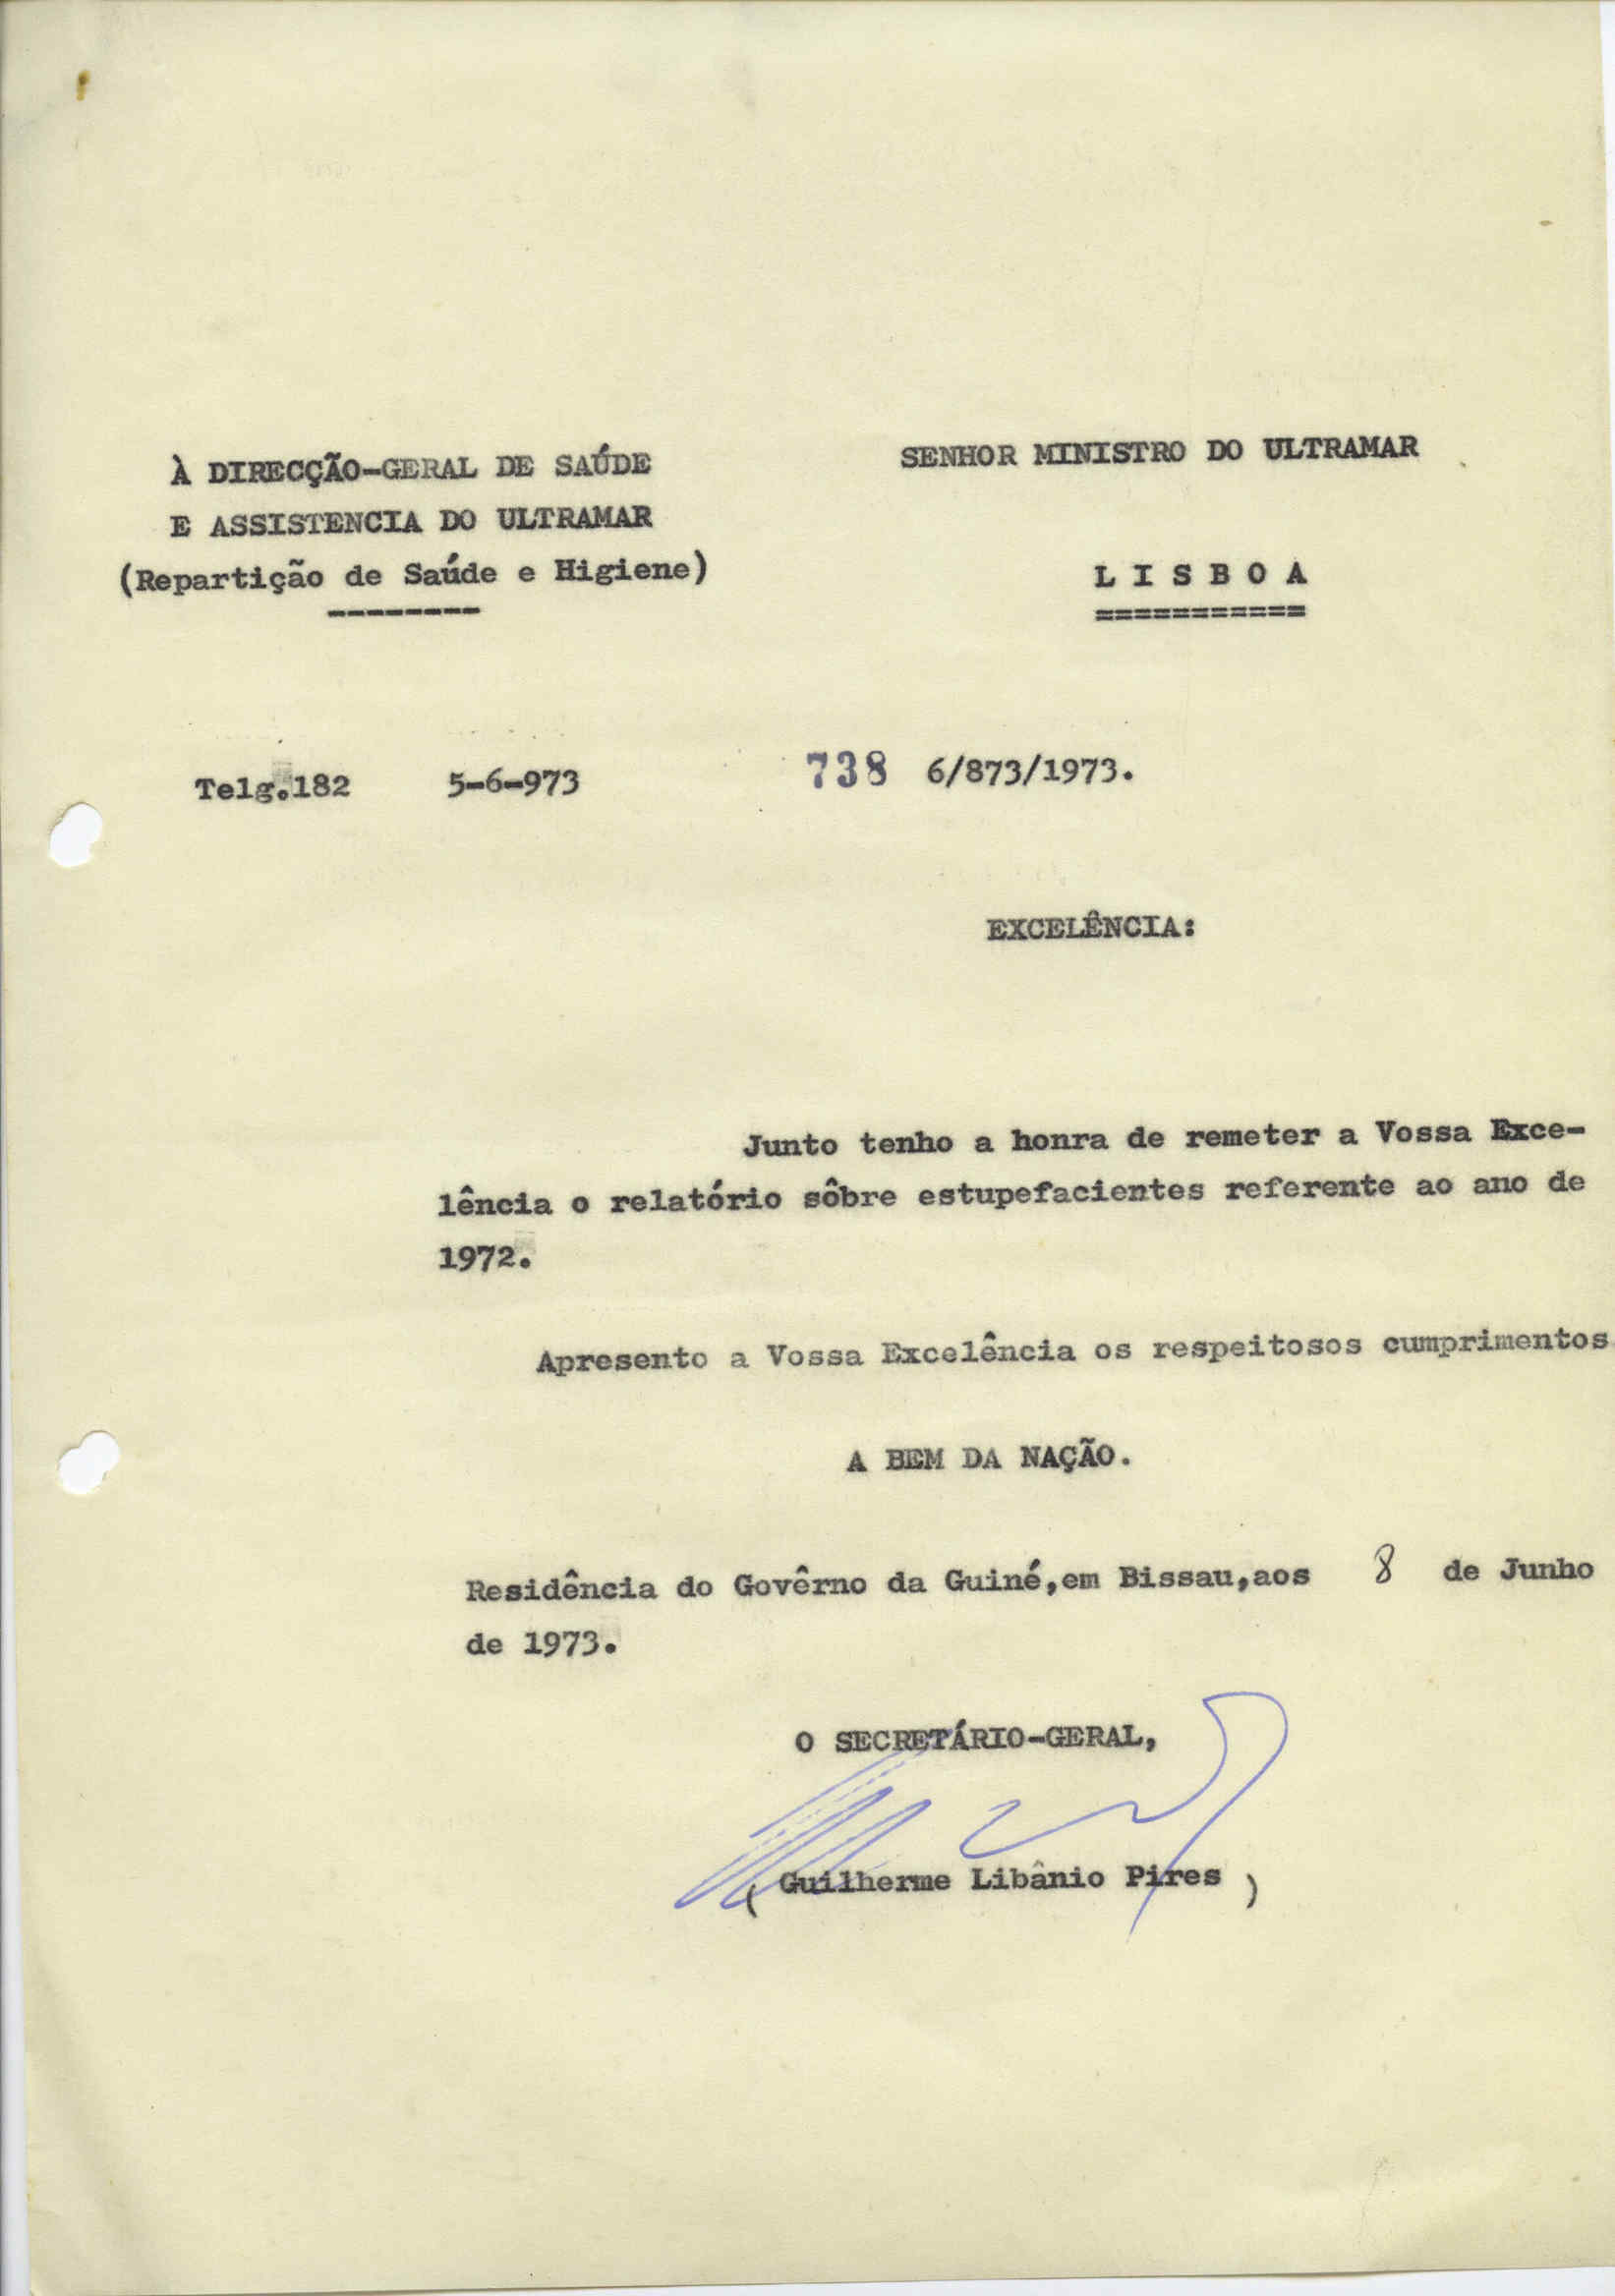 À DIRECÇÃO-GERAL DE SAÚDE
E ASSISTENCIA DO ULTRAMAR
(Repartição de Saúde e Higiene)
--------
SENHOR MINISTRO DO ULTRAMAR
L I S B O A
===========
Telg.182 5-6-973 738 6/873/1973.
EXCELÊNCIA:
Junto tenho a honra de remeter a Vossa Exce-
lência o relatório sôbre estupefacientes referente ao ano de
1972.
Apresento a Vossa Excelência os respeitosos cumprimentos
A BEM DA NAÇÃO.
Residência do Govêrno da Guiné,em Bissau,aos 8 de Junho
de 1973.
O SECRETÁRIO-GERAL,
( Guilherme Libânio Pires )